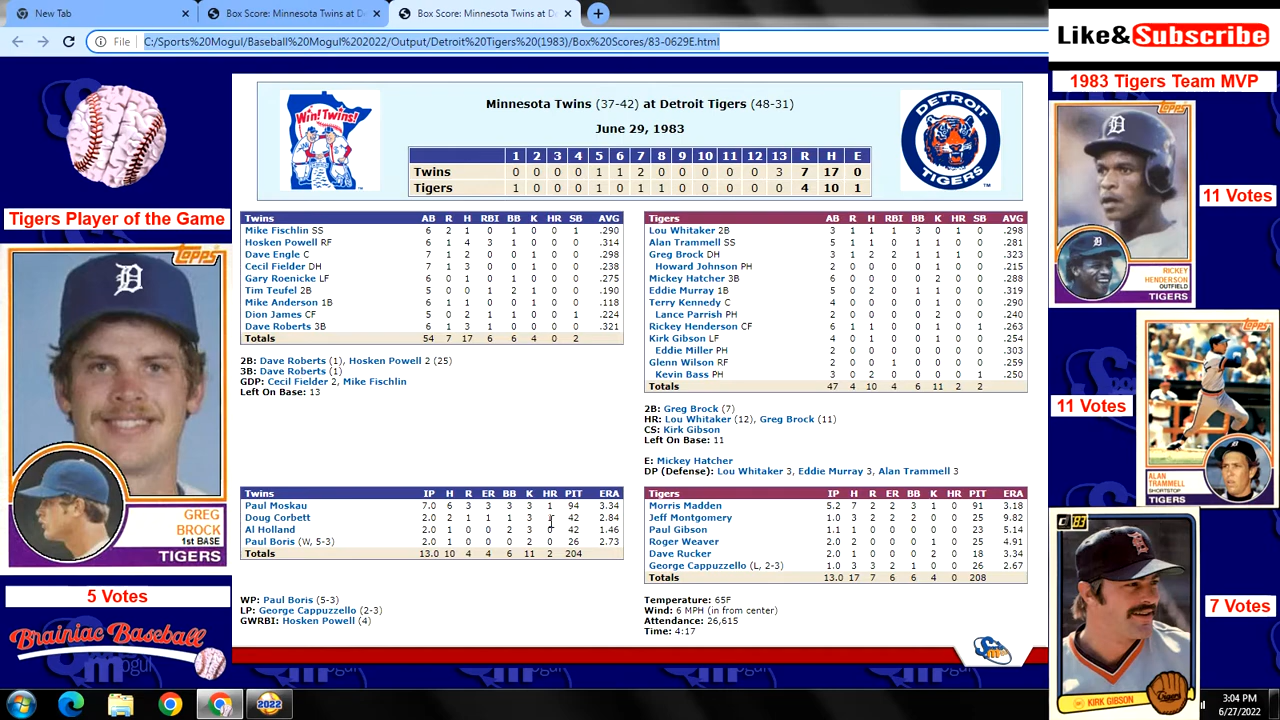 New Tab
Box Score: Minnesota Twins at De
Box Score: Minnesota Twins at De
File C:/Sports%20Mogul/Baseball%20Mogul%202022/Output/Detroit%20Tigers%20(1983)/Box%20Scores/83-0629E.html
Like& Subscribe
1983 Tigers Team MVP
Win! Twins!
Minnesota Twins (37-42) at Detroit Tigers (48-31)
June 29, 1983
1 2 3 4 5 6 7 8 9 10 11 12 13 R H E
Twins 0 0 0 0 1 1 2 0 0 0 0 0 3 7 17 0
Tigers 1 0 0 0 1 0 1 1 0 0 0 0 0 4 10 1
DETROIT TIGERS
Tigers Player of the Game
Twins AB R H RBI BB K HR SB AVG
Mike Fischlin SS 6 2 1 0 1 0 0 1 .290
Hosken Powell RF 6 1 4 3 1 0 0 0 .314
Dave Engle C 7 1 2 0 0 1 0 0 .298
Cecil Fielder DH 7 1 3 0 0 1 0 0 .238
Gary Roenicke LF 6 0 1 0 1 0 0 0 .275
Tim Teufel 2B 5 0 0 1 2 1 0 0 .190
Mike Anderson 1B 6 1 1 0 0 1 0 0 .118
Dion James CF 5 0 2 1 1 0 0 1 .224
Dave Roberts 3B 6 1 3 1 0 0 0 0 .321
Totals 54 7 17 6 6 4 0 2
2B: Dave Roberts (1), Hosken Powell 2 (25)
3B: Dave Roberts (1)
GDP: Cecil Fielder 2, Mike Fischlin
Left On Base: 13
Tigers AB R H RBI BB K HR SB AVG
Lou Whitaker 2B 3 1 1 1 3 0 1 0 .298
Alan Trammell SS 5 1 1 0 1 1 0 0 .281
Greg Brock DH 3 1 2 2 1 1 1 0 .323
Howard Johnson PH 2 0 0 0 0 0 0 0 .215
Mickey Hatcher 3B 6 0 0 0 0 2 0 0 .288
Eddie Murray 1B 5 0 2 0 1 1 0 0 .319
Terry Kennedy C 4 0 0 0 0 1 0 0 .290
Lance Parrish PH 2 0 0 0 0 2 0 0 .240
Rickey Henderson CF 6 1 1 0 0 1 0 1 .263
Kirk Gibson LF 4 0 1 0 0 1 0 0 .254
Eddie Miller PH 2 0 0 0 0 0 0 0 .303
Glenn Wilson RF 2 0 0 1 0 1 0 0 .259
Kevin Bass PH 3 0 2 0 0 0 0 1 .250
Totals 47 4 10 4 6 11 2 2
2B: Greg Brock (7)
HR: Lou Whitaker (12), Greg Brock (11)
CS: Kirk Gibson
Left On Base: 11
E: Mickey Hatcher
DP (Defense): Lou Whitaker 3, Eddie Murray 3, Alan Trammell 3
Twins IP H R ER BB K HR PIT ERA
Paul Moskau 7.0 6 3 3 3 3 1 94 3.34
Doug Corbett 2.0 2 1 1 1 3 42 2.84
Al Holland 2.0 1 0 0 2 3 0 42 1.46
Paul Boris (W, 5-3) 2.0 1 0 0 0 2 0 26 2.73
Totals 13.0 10 4 4 6 11 2 204
WP: Paul Boris (5-3)
LP: George Cappuzzello (2-3)
GWRBI: Hosken Powell (4)
Tigers IP H R ER BB K HR PIT ERA
Morris Madden 5.2 7 2 2 3 1 0 91 3.18
Jeff Montgomery 1.0 3 2 2 2 0 0 25 9.82
Paul Gibson 1.1 1 0 0 0 1 0 23 5.14
Roger Weaver 2.0 2 0 0 0 1 0 25 4.91
Dave Rucker 2.0 1 0 0 0 1 0 18 3.34
George Cappuzzello (L, 2-3) 1.0 3 3 2 1 0 0 26 2.67
Totals 13.0 17 7 6 6 4 0 208
Temperature: 65F
Wind: 6 MPH (in from center)
Attendance: 26,615
Time: 4:17
Topps
GREG
BROCK
1st BASE
TIGERS
5 Votes
Brainiac Baseball
mogul
Topps
RICKEY
HENDERSON
OUTFIELD
TIGERS
11 Votes
Topps
11 Votes
ALAN
TRAMMELL
SHORTSTOP
TIGERS
'83
7 Votes
KIRK GIBSON OF
Tigers
2022
3:04 PM
6/27/2022